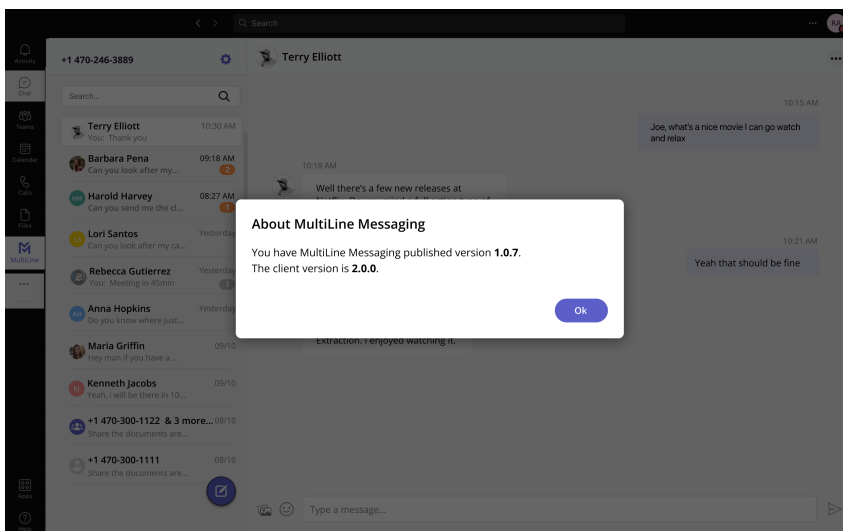 Search
RA
Activity
Chat
Teams
Calendar
Calls
Files
MultiLine
Apps
Help
+1 470-246-3889
Search...
Terry Elliott
10:30 AM
You: Thank you
Barbara Pena
09:18 AM
Can you look after my...
2
Harold Harvey
08:27 AM
Can you send me the cl...
1
Lori Santos
Yesterday
Can you look after my ca...
Rebecca Gutierrez
Yesterday
You: Meeting in 45min
Anna Hopkins
Yesterday
AH
Do you know where Just...
Maria Griffin
09/10
Hey man if you have a ...
Kenneth Jacobs
09/10
KJ
Yeah, i will be there in 10...
+1 470-300-1122 & 3 more...
08/10
Share the documents are...
+1 470-300-1111
08/10
Share the documents are...
Terry Elliott
10:15 AM
Joe, what's a nice movie I can go watch
and relax
10:18 AM
Well there's a few new releases at
About MultiLine Messaging
You have MultiLine Messaging published version 1.0.7.
The client version is 2.0.0.
Ok
10:21 AM
Yeah that should be fine
Extraction. I enjoyed watching it.
Type a message...